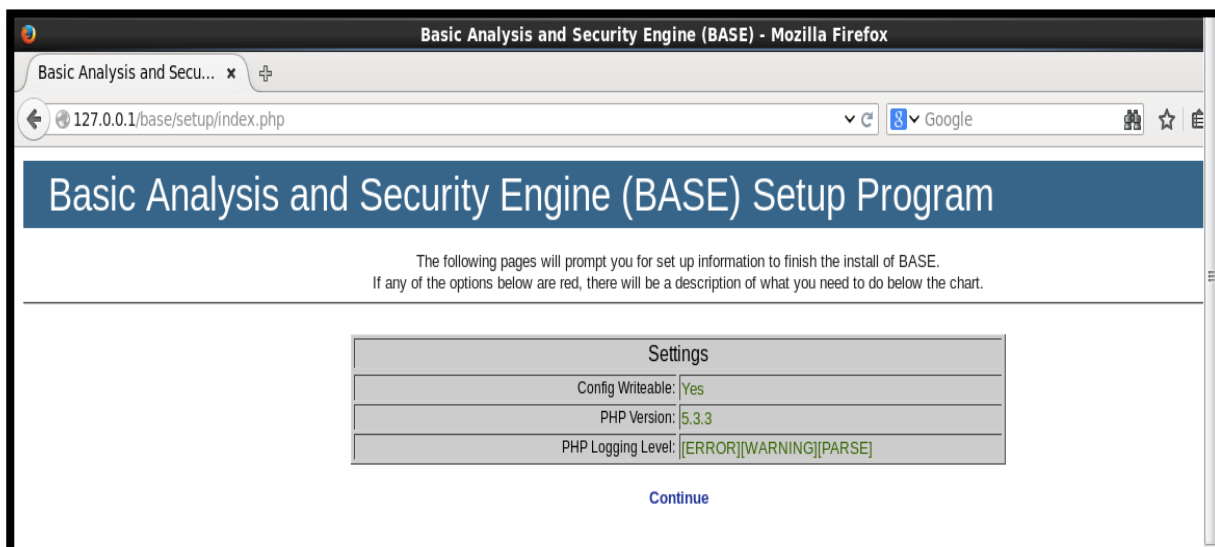 Basic Analysis and Security Engine (BASE) - Mozilla Firefox
Basic Analysis and Secu...
127.0.0.1/base/setup/index.php
8 Google
Basic Analysis and Security Engine (BASE) Setup Program
The following pages will prompt you for set up information to finish the install of BASE.
If any of the options below are red, there will be a description of what you need to do below the chart.
Settings
Config Writeable: Yes
PHP Version: 5.3.3
PHP Logging Level: [ERROR][WARNING][PARSE]
Continue